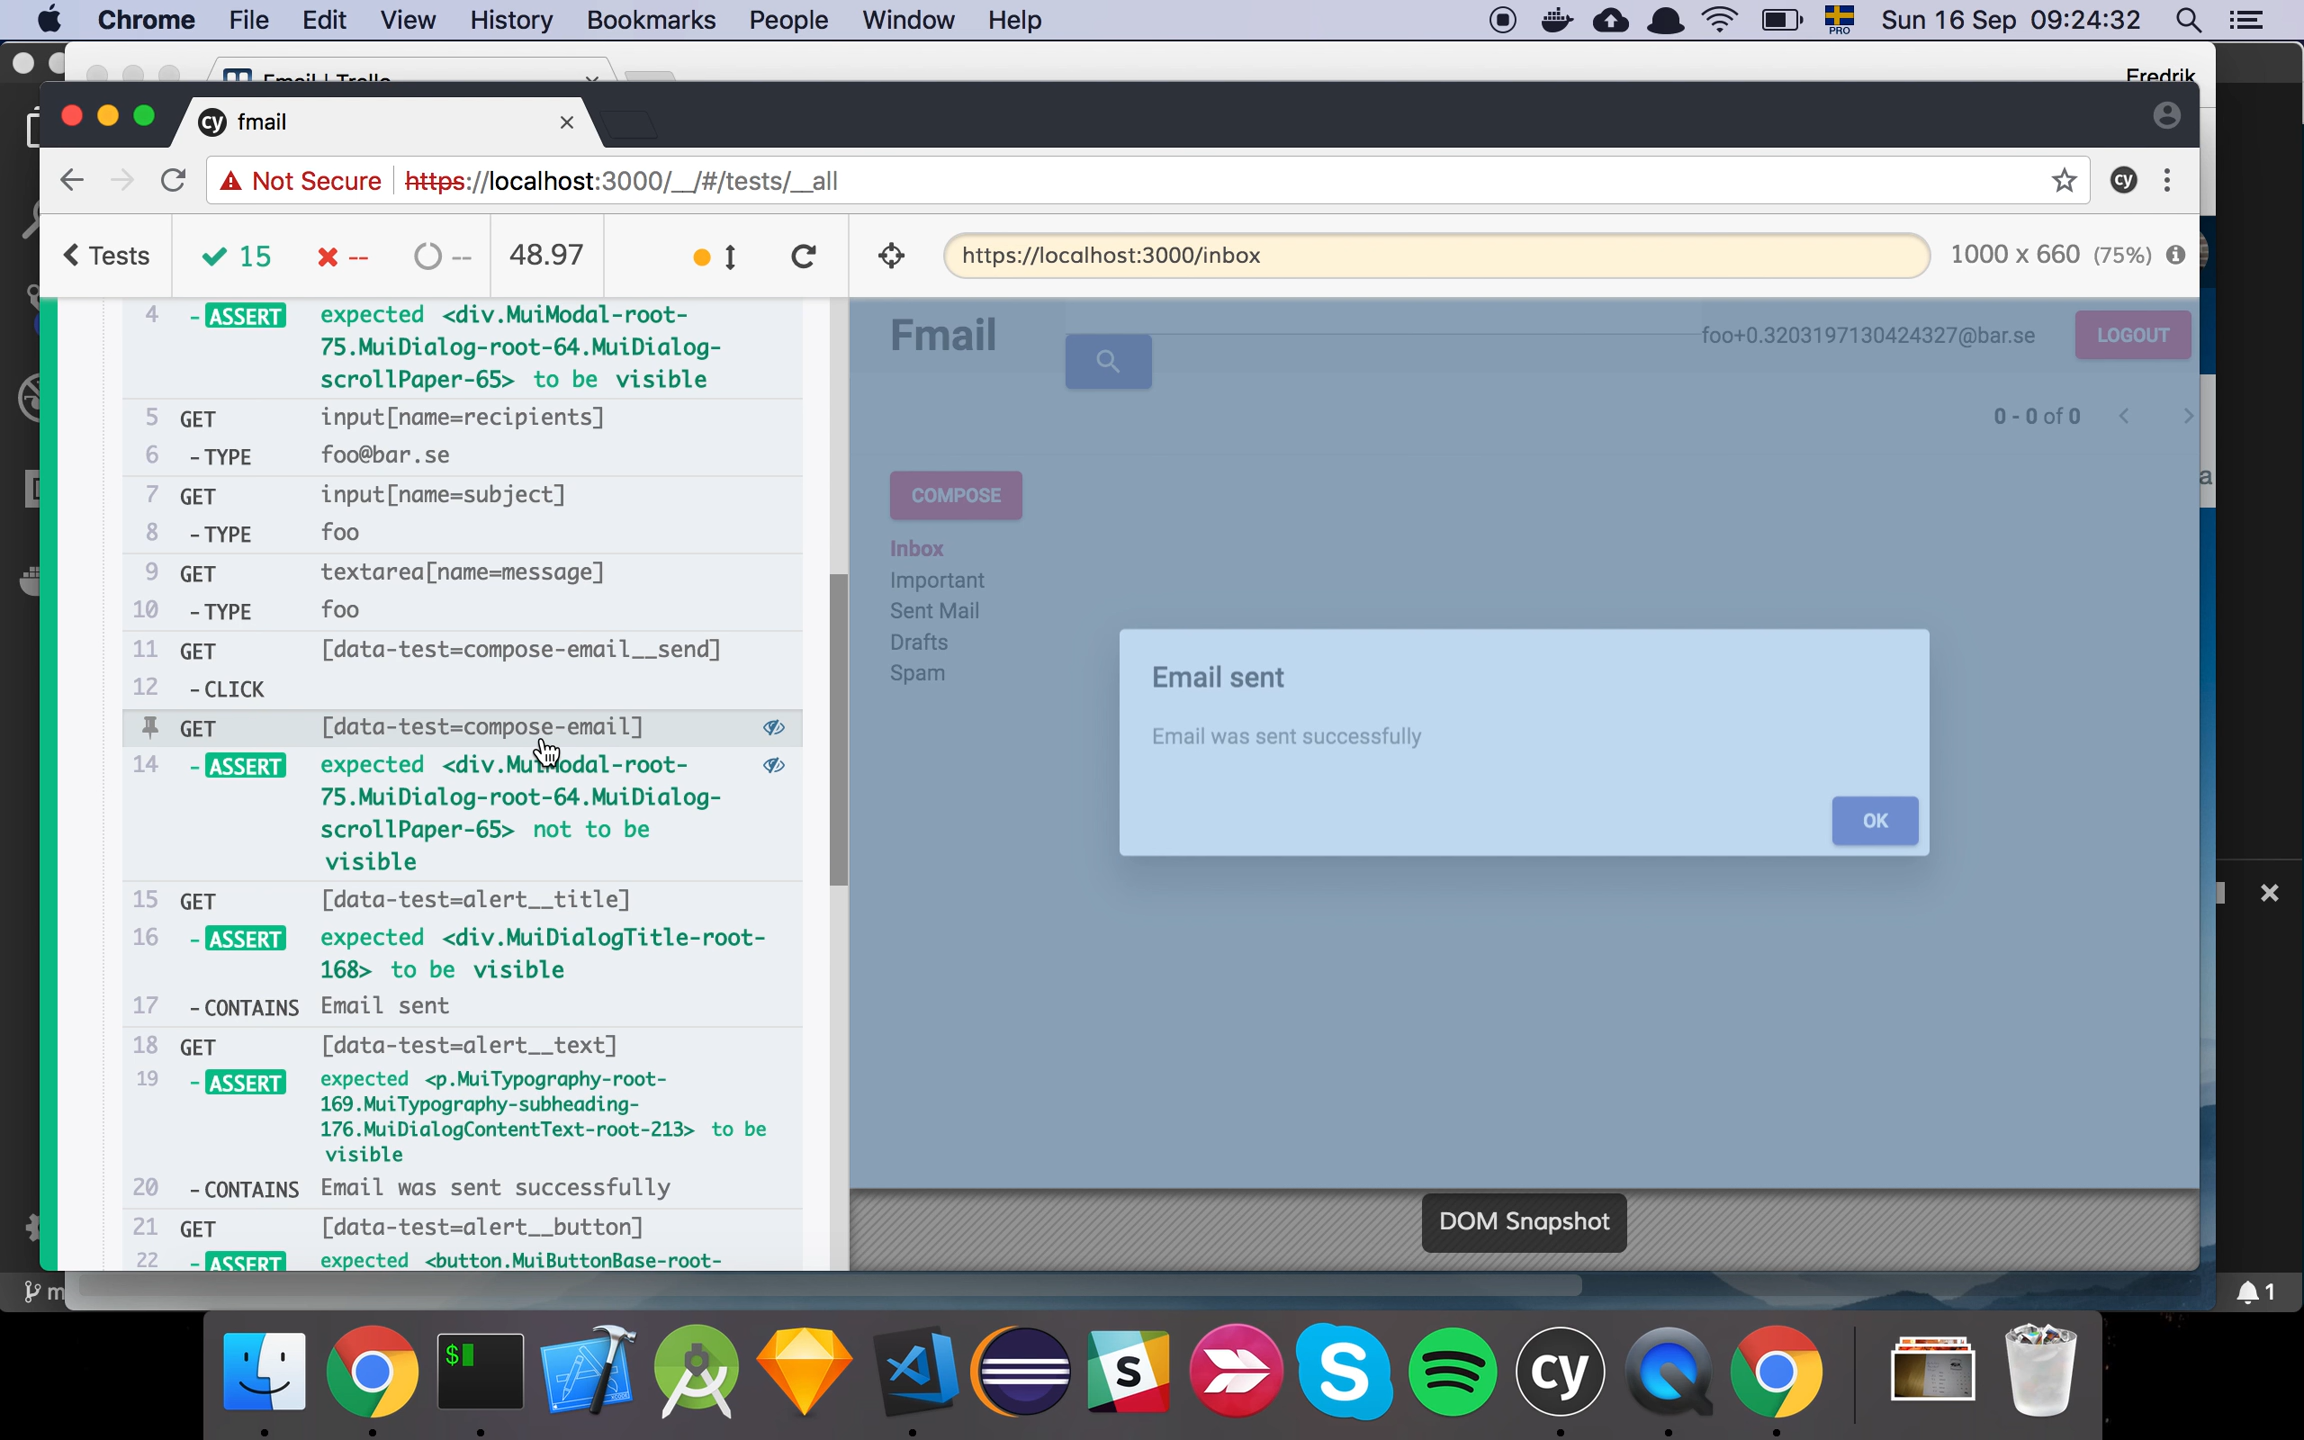 Chrome File Edit View History Bookmarks People Window Help PRO Sun 16 Sep 09:24:32
Email | Trello Fredrik
cy fmail
Not Secure https://localhost:3000/__/#/tests/__all cy
Tests 15 -- -- 48.97 https://localhost:3000/inbox 1000 x 660 (75%)
4 - ASSERT expected <div.MuiModal-root-
75.MuiDialog-root-64.MuiDialog-
scrollPaper-65> to be visible
5 GET input[name=recipients]
6 - TYPE foo@bar.se
7 GET input[name=subject]
8 - TYPE foo
9 GET textarea[name=message]
10 - TYPE foo
11 GET [data-test=compose-email__send]
12 - CLICK
GET [data-test=compose-email]
14 - ASSERT expected <div.MuiModal-root-
75.MuiDialog-root-64.MuiDialog-
scrollPaper-65> not to be
visible
15 GET [data-test=alert__title]
16 - ASSERT expected <div.MuiDialogTitle-root-
168> to be visible
17 - CONTAINS Email sent
18 GET [data-test=alert__text]
19 - ASSERT expected <p.MuiTypography-root-
169.MuiTypography-subheading-
176.MuiDialogContentText-root-213> to be
visible
20 - CONTAINS Email was sent successfully
21 GET [data-test=alert__button]
22 - ASSERT expected <button.MuiButtonBase-root-
Fmail foo+0.3203197130424327@bar.se LOGOUT
0 - 0 of 0
COMPOSE
Inbox
Important
Sent Mail
Drafts
Spam
Email sent
Email was sent successfully
OK
DOM Snapshot
a
m
1
$ S S cy